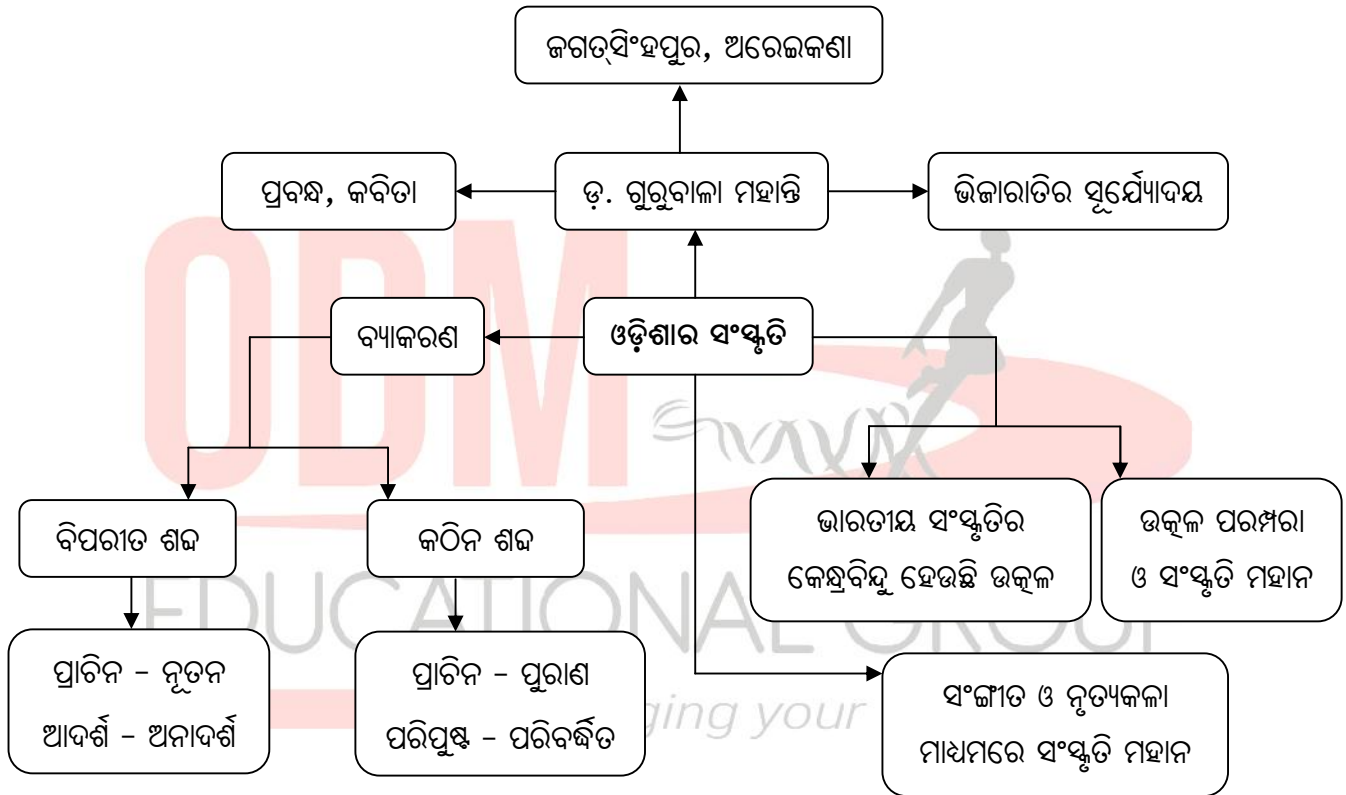 ଜଗତ୍‌ସିଂହପୁର, ଅରେଇକଣା
ପ୍ରବନ୍ଧ, କବିତା
ଡ଼. ଗୁରୁବାଳା ମହାନ୍ତି
ଭିଜାରାତିର ସୂର୍ଯ୍ୟୋଦୟ
ବ୍ୟାକରଣ
ଓଡ଼ିଶାର ସଂସ୍କୃତି
ODM
ବିପରୀତ ଶବ୍ଦ
କଠିନ ଶବ୍ଦ
ଭାରତୀୟ ସଂସ୍କୃତିର
କେନ୍ଦ୍ରବିନ୍ଦୁ ହେଉଛି ଉତ୍କଳ
ଉତ୍କଳ ପରମ୍ପରା
ଓ ସଂସ୍କୃତି ମହାନ
EDUCATIONAL GROUP
ପ୍ରାଚିନ – ନୂତନ
ଆଦର୍ଶ – ଅନାଦର୍ଶ
ପ୍ରାଚିନ – ପୁରାଣ
ପରିପୁଷ୍ଟ – ପରିବର୍ଦ୍ଧିତ
ସଂଙ୍ଗୀତ ଓ ନୃତ୍ୟକଳା
ମାଧ୍ୟମରେ ସଂସ୍କୃତି ମହାନ
your